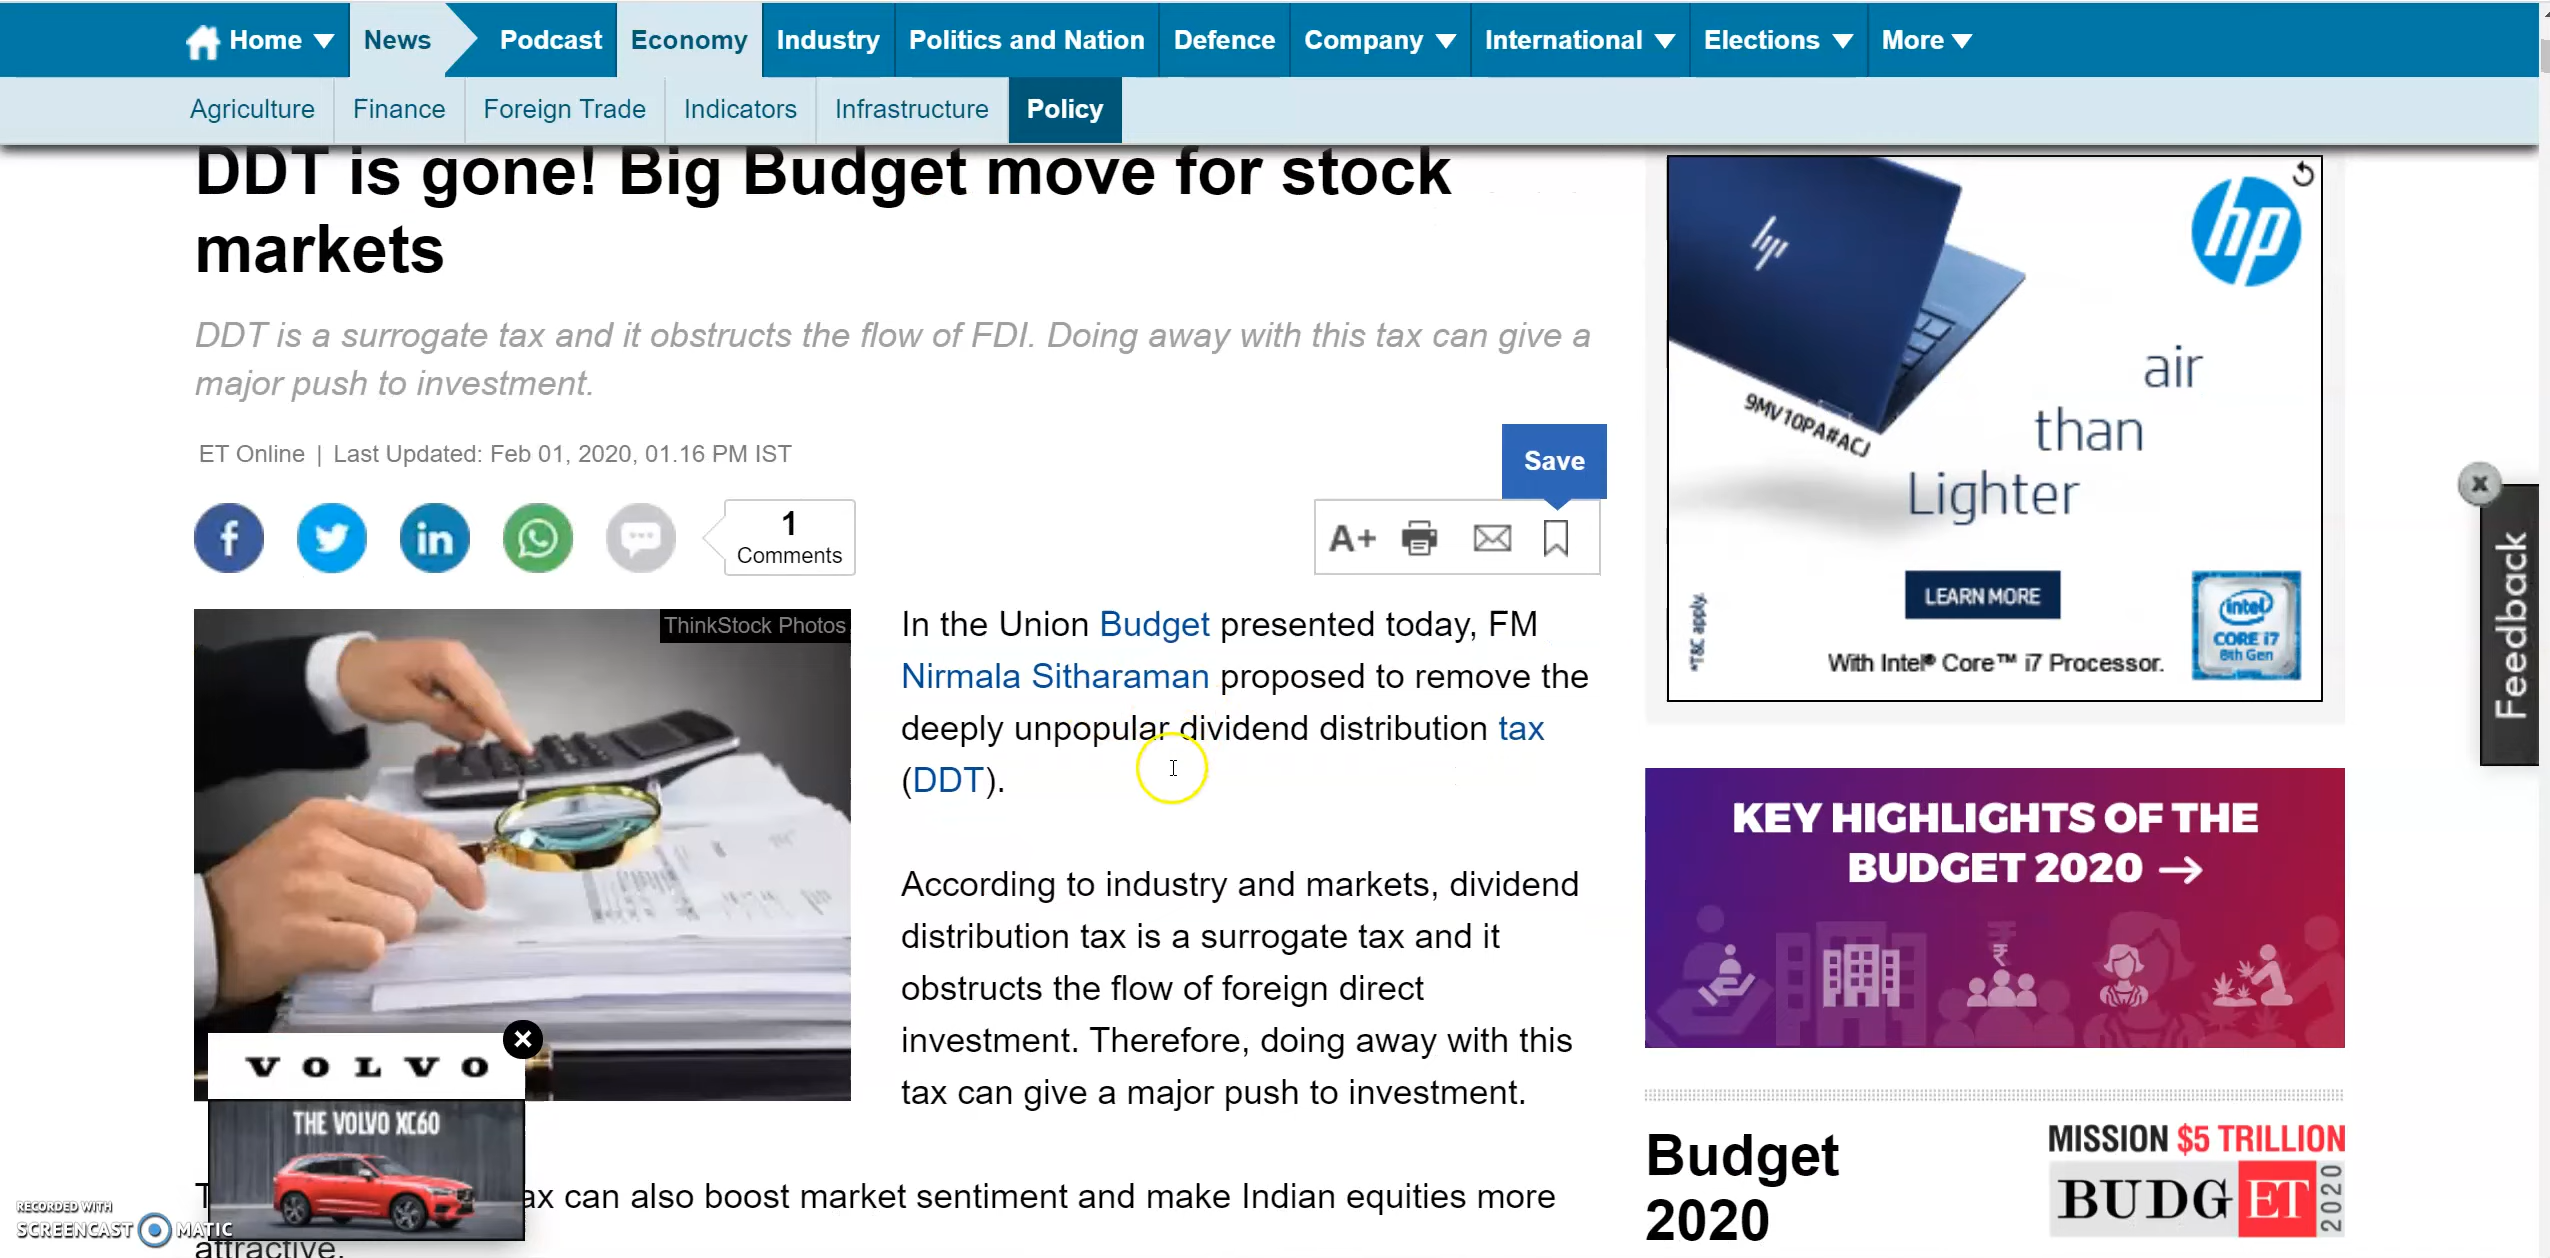 Home News Podcast Economy Industry Politics and Nation Defence Company International Elections More
Agriculture Finance Foreign Trade Indicators Infrastructure Policy
DDT is gone! Big Budget move for stock
markets
DDT is a surrogate tax and it obstructs the flow of FDI. Doing away with this tax can give a
major push to investment.
ET Online | Last Updated: Feb 01, 2020, 01.16 PM IST
Save
1
Comments
A+
ThinkStock Photos
In the Union Budget presented today, FM
Nirmala Sitharaman proposed to remove the
deeply unpopular dividend distribution tax
(DDT).
According to industry and markets, dividend
distribution tax is a surrogate tax and it
obstructs the flow of foreign direct
investment. Therefore, doing away with this
tax can give a major push to investment.
VOLVO
THE VOLVO XC60
T ax can also boost market sentiment and make Indian equities more
attractive.
RECORDED WITH
SCREENCAST MATIC
hp
hp
9MV10PA#ACJ
air
than
Lighter
LEARN MORE
*T&C apply.
With Intel® Core™ i7 Processor.
intel
CORE i7
8th Gen
Feedback
KEY HIGHLIGHTS OF THE
BUDGET 2020 →
Budget
2020
MISSION $5 TRILLION
BUDGET 2020